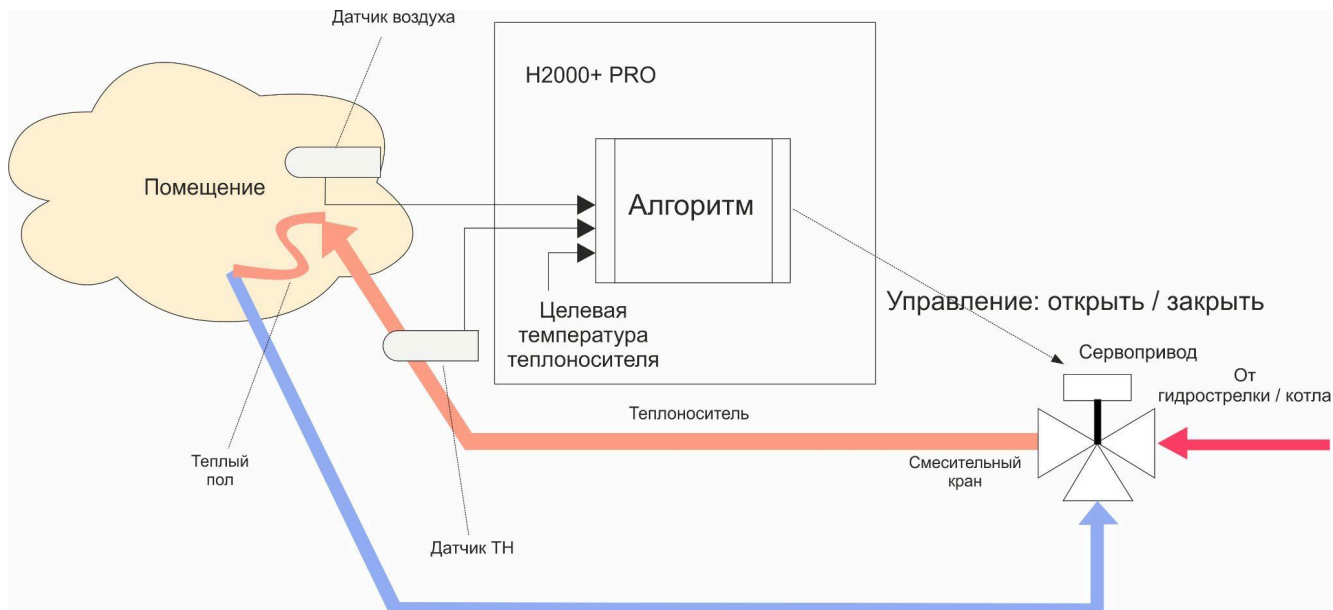 Датчик воздуха
H2000+ PRO
Помещение
Алгоритм
Целевая
температура
теплоносителя
Управление: открыть / закрыть
Сервопривод
От
гидрострелки / котла
Теплоноситель
Теплый
пол
Смесительный
кран
Датчик ТН